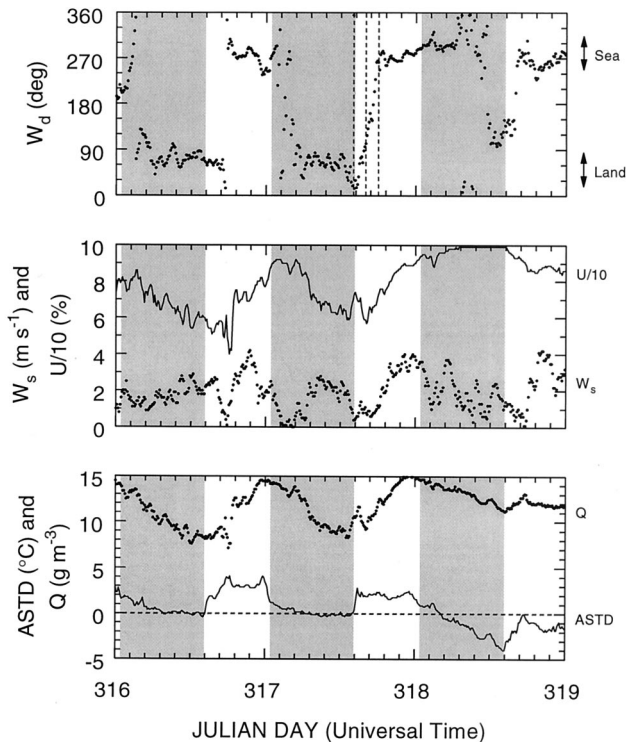 360
270
180
90
0
W_d (deg)
Sea
Land
10
8
6
4
2
0
W_s (m s⁻¹) and
U/10 (%)
U/10
W_s
15
10
5
0
-5
ASTD (°C) and
Q (g m⁻³)
Q
ASTD
316 317 318 319
JULIAN DAY (Universal Time)